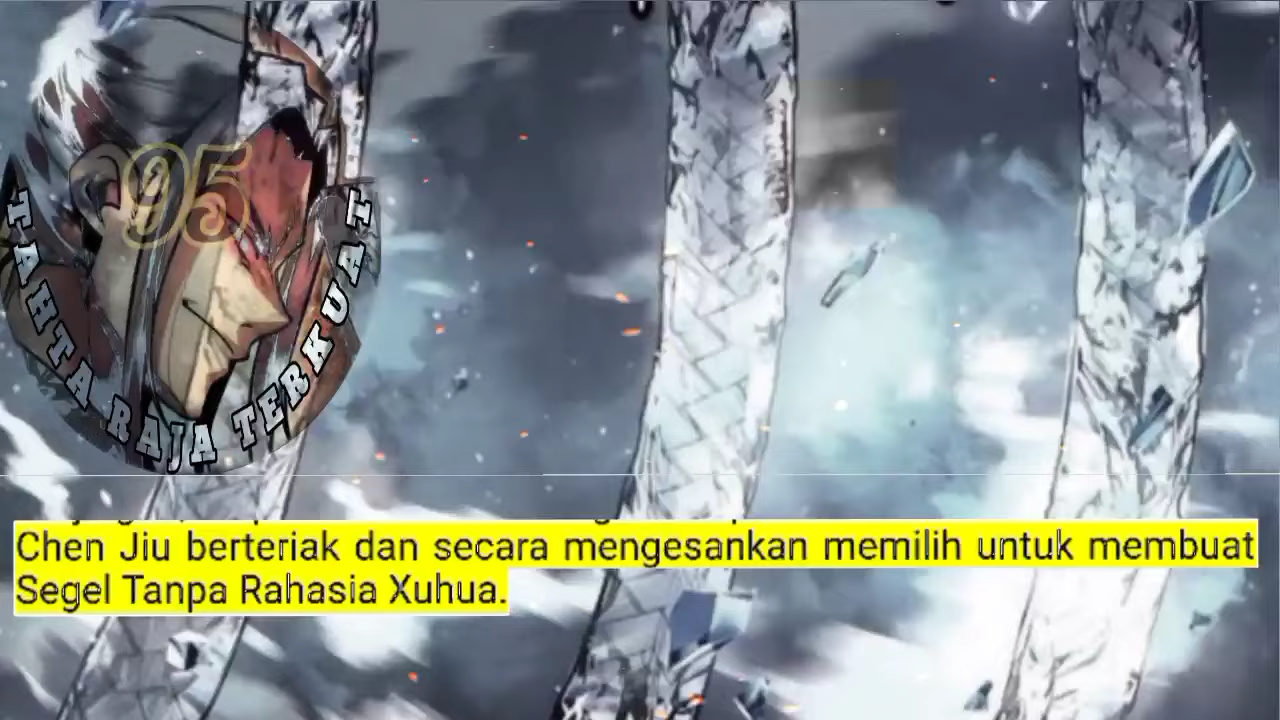 95
TAHTA RAJA TERKUAT
Chen Jiu berteriak dan secara mengesankan memilih untuk membuat
Segel Tanpa Rahasia Xuhua.